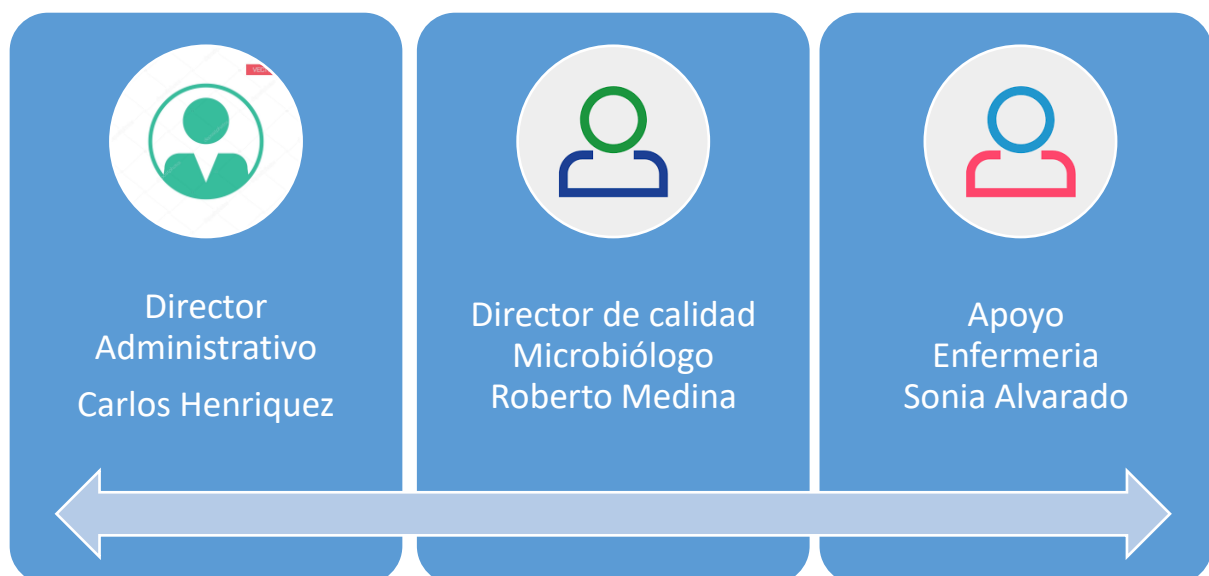 Director
Administrativo
Carlos Henriquez
Director de calidad
Microbiólogo
Roberto Medina
Apoyo
Enfermeria
Sonia Alvarado